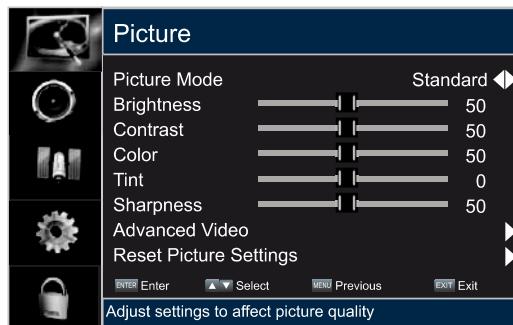 Picture
Picture Mode Standard
Brightness 50
Contrast 50
Color 50
Tint 0
Sharpness 50
Advanced Video
Reset Picture Settings
ENTER Enter Select MENU Previous EXIT Exit
Adjust settings to affect picture quality